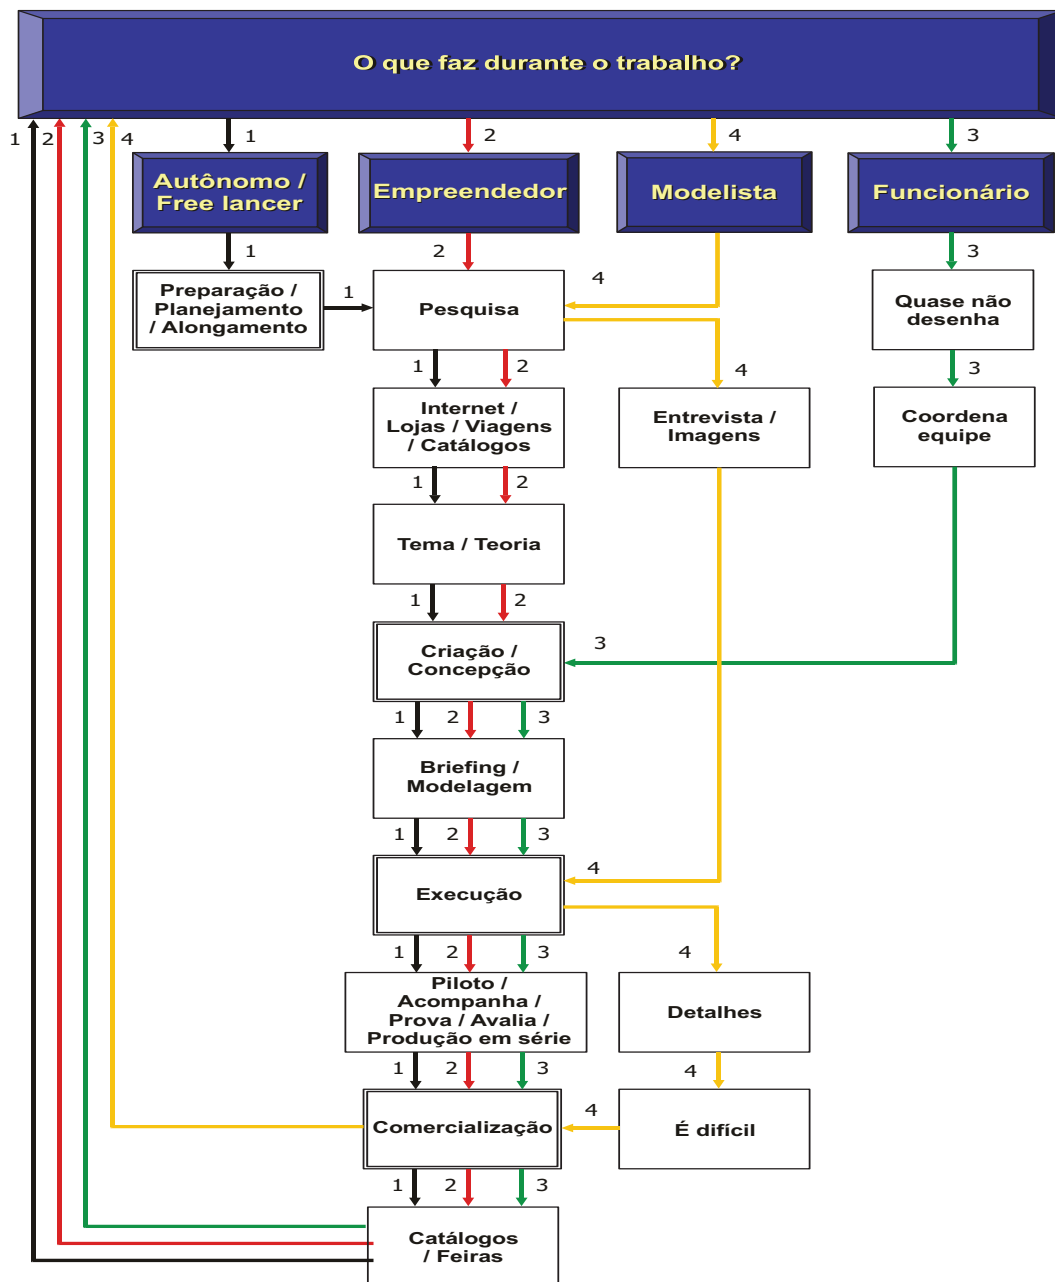 O que faz durante o trabalho?
1
2
3
4
1
2
4
3
Autônomo /
Free lancer
Empreendedor
Modelista
Funcionário
1
2
4
3
Preparação /
Planejamento
/ Alongamento
1
Pesquisa
Quase não
desenha
1
2
4
3
Internet /
Lojas / Viagens
/ Catálogos
Entrevista /
Imagens
Coordena
equipe
1
2
Tema / Teoria
1
2
Criação /
Concepção
3
1
2
3
Briefing /
Modelagem
1
2
3
4
Execução
1
2
3
4
Piloto /
Acompanha /
Prova / Avalia /
Produção em série
Detalhes
1
2
3
4
Comercialização
4
É difícil
1
2
3
Catálogos
/ Feiras